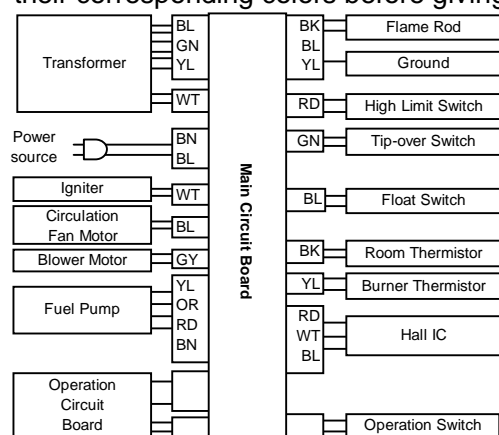 their corresponding colors before giving
BL
GN
YL
Transformer
WT
Power
source
BN
BL
Igniter
WT
Circulation
Fan Motor
BL
Blower Motor
GY
Fuel Pump
YL
OR
RD
BN
Operation
Circuit
Board
Main Circuit Board
BK
BL
YL
Flame Rod
Ground
RD
High Limit Switch
GN
Tip-over Switch
BL
Float Switch
BK
Room Thermistor
YL
Burner Thermistor
RD
WT
BL
Hall IC
Operation Switch